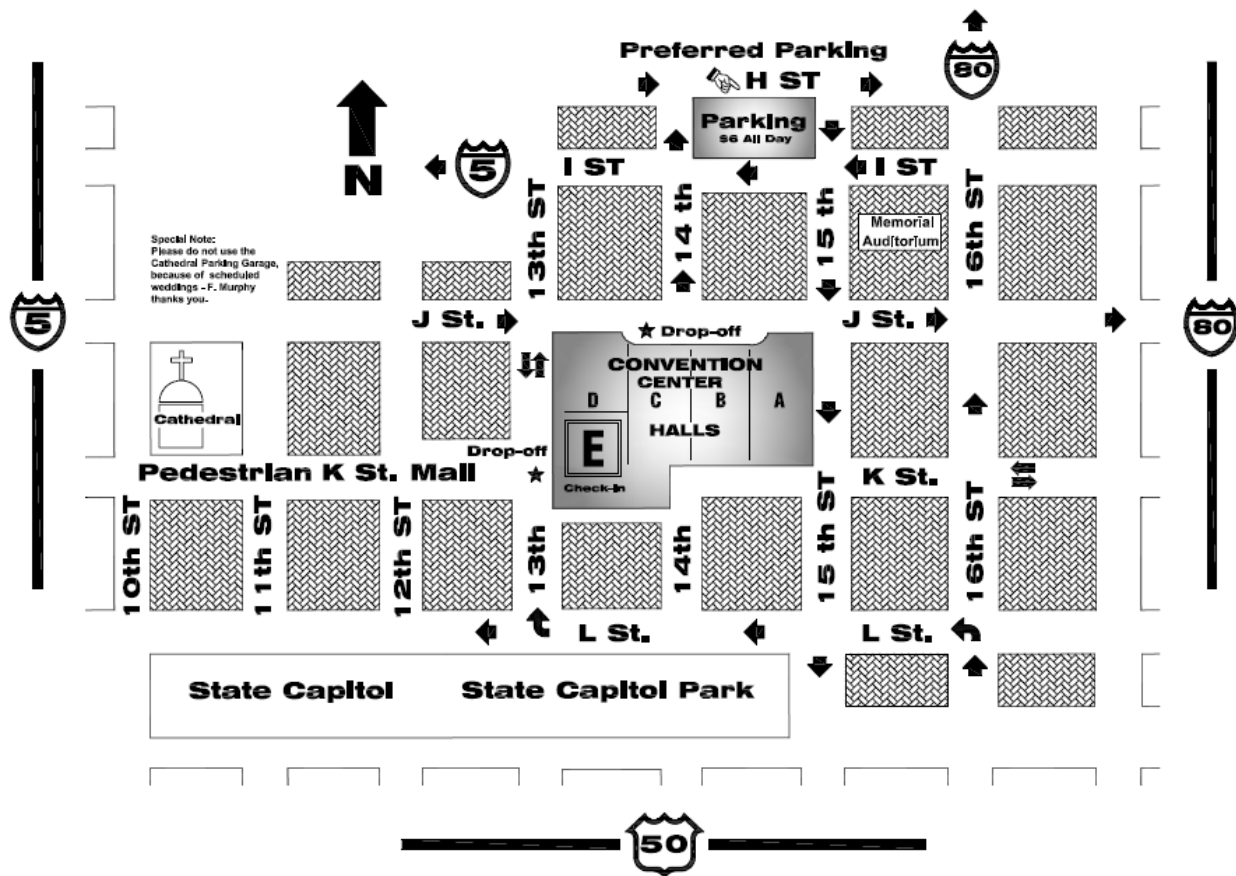 Preferred Parking
H ST
80
Parking
$6 All Day
I ST
I ST
5
N
13th ST
14 th
15 th
16th ST
Memorial
Auditorium
Special Note:
Please do not use the
Cathedral Parking Garage,
because of scheduled
weddings - F. Murphy
thanks you-
5
80
J St.
J St.
Drop-off
CONVENTION
CENTER
D
C
B
A
HALLS
E
Check-In
Cathedral
Drop-off
Pedestrian K St. Mall
K St.
10th ST
11th ST
12th ST
13th
14th
15 th ST
16th ST
L St.
L St.
State Capitol
State Capitol Park
50